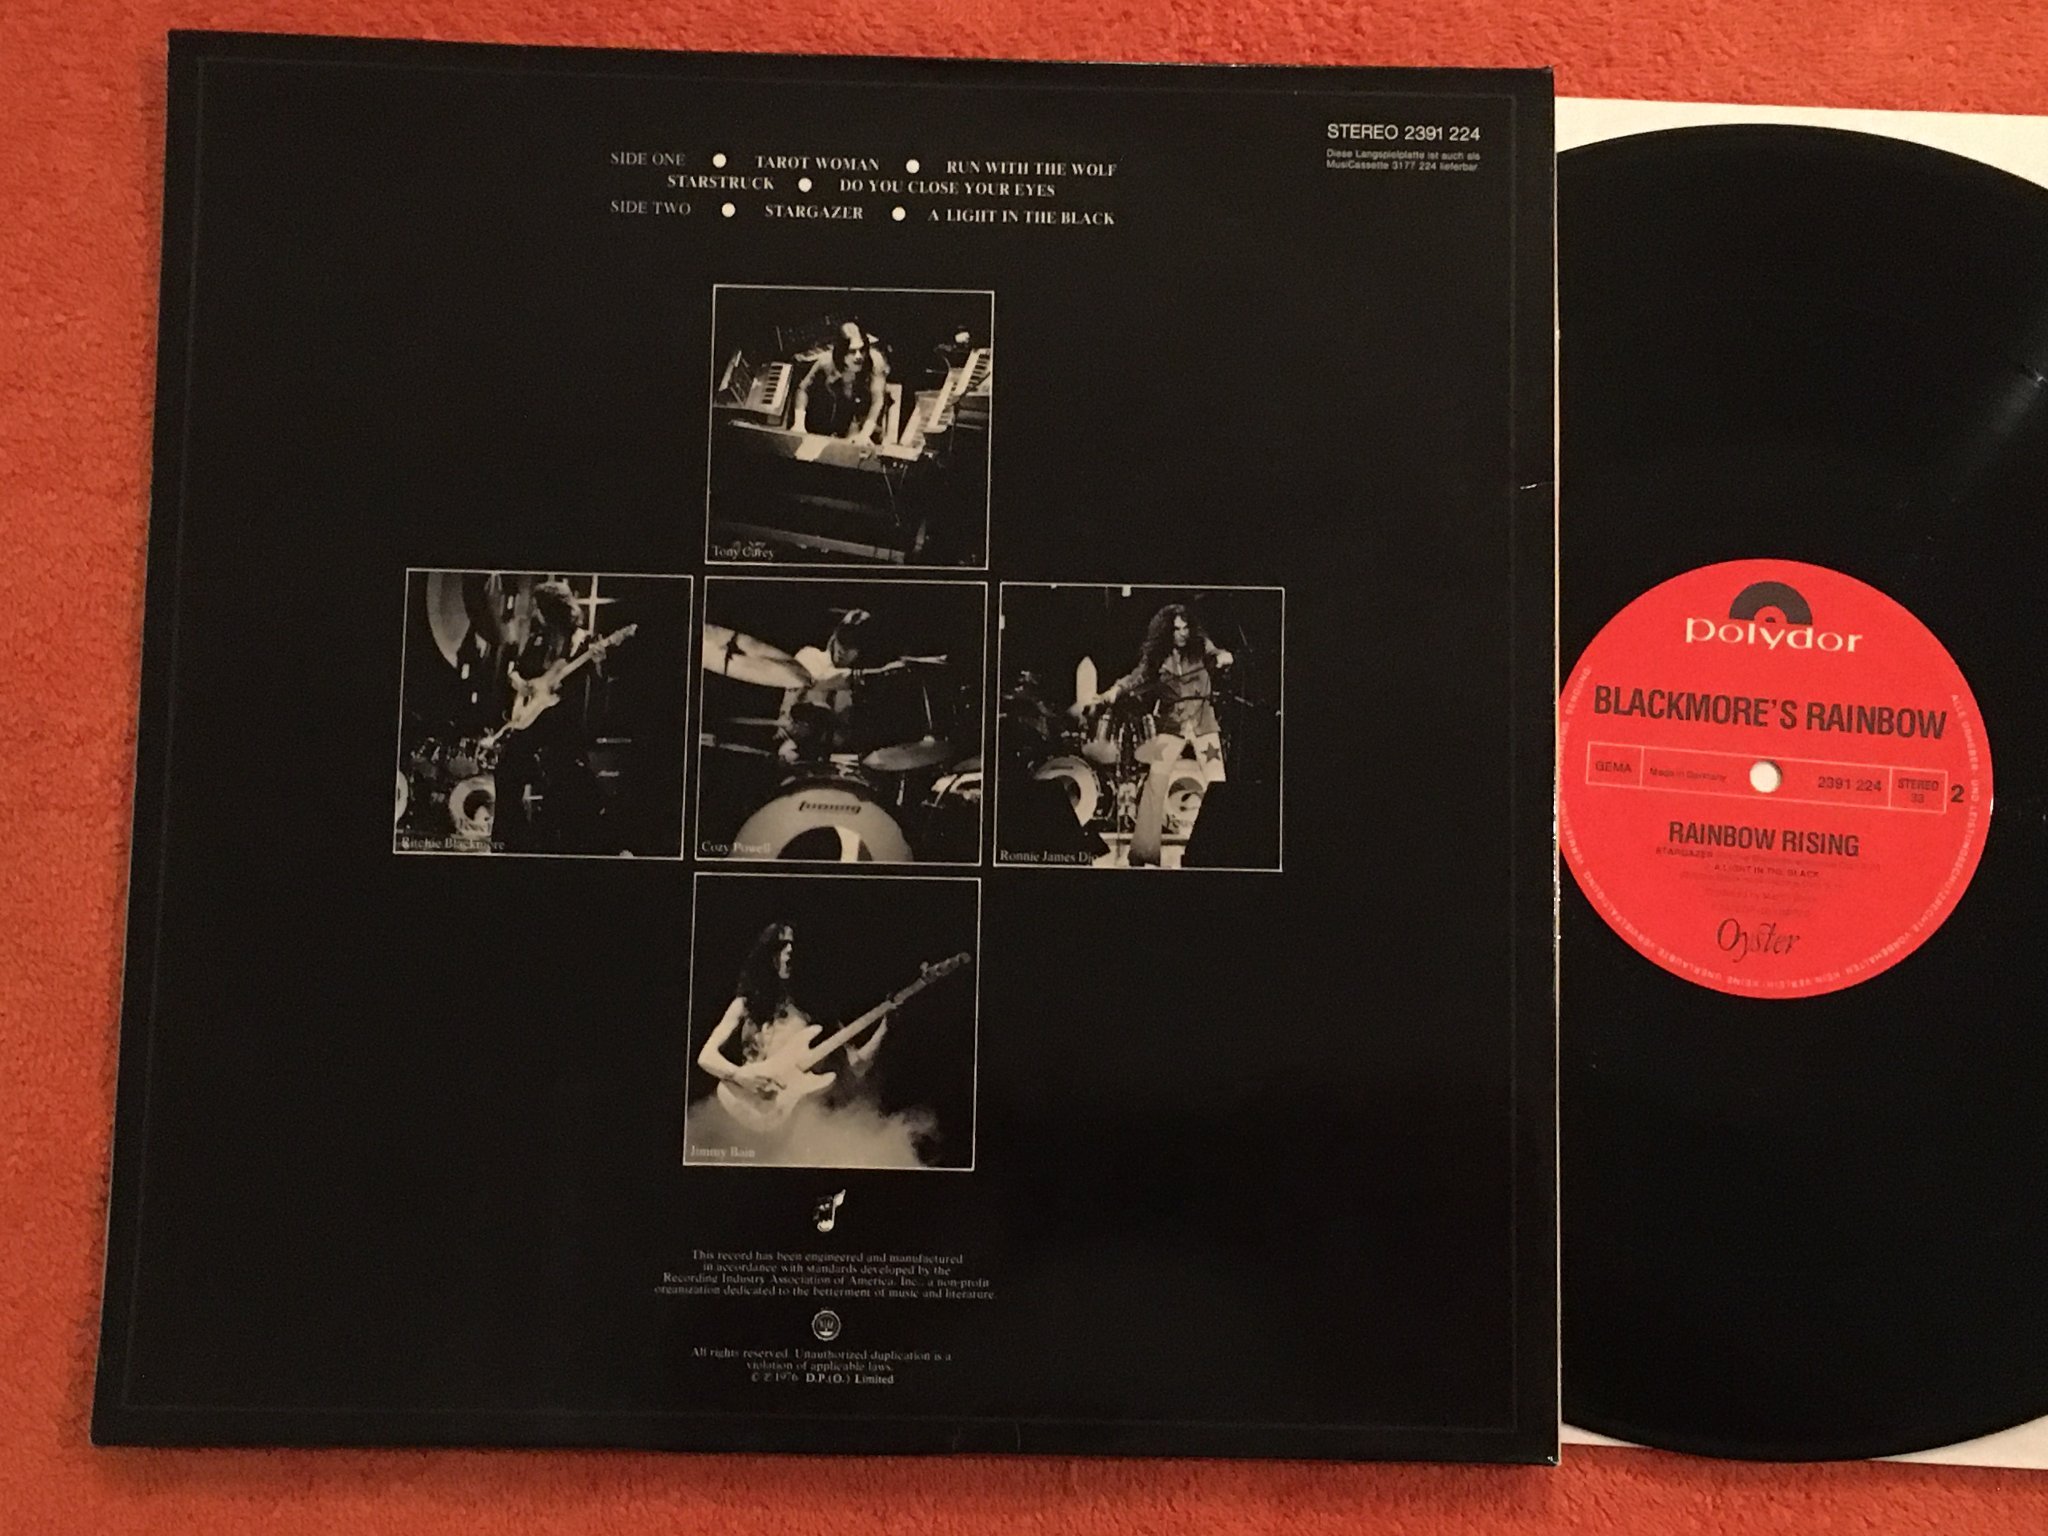 STEREO 2391 224
Diese Langspielplatte ist auch als
MusiCassette 3177 224 lieferbar
SIDE ONE ● TAROT WOMAN ● RUN WITH THE WOLF
STARSTRUCK ● DO YOU CLOSE YOUR EYES
SIDE TWO ● STARGAZER ● A LIGHT IN THE BLACK
Tony Carey
Ritchie Blackmore
Cozy Powell
Ludwig
Ronnie James Dio
Jimmy Bain
This record has been engineered and manufactured
in accordance with standards developed by the
Recording Industry Association of America, Inc., a non-profit
organization dedicated to the betterment of music and literature.
All rights reserved. Unauthorized duplication is a
violation of applicable laws.
© ℗ 1976 D.P.(O.) Limited
polydor
BLACKMORE'S RAINBOW
GEMA
Made in Germany
2391 224
STEREO
33
2
RAINBOW RISING
STARGAZER
A LIGHT IN THE BLACK
Oyster